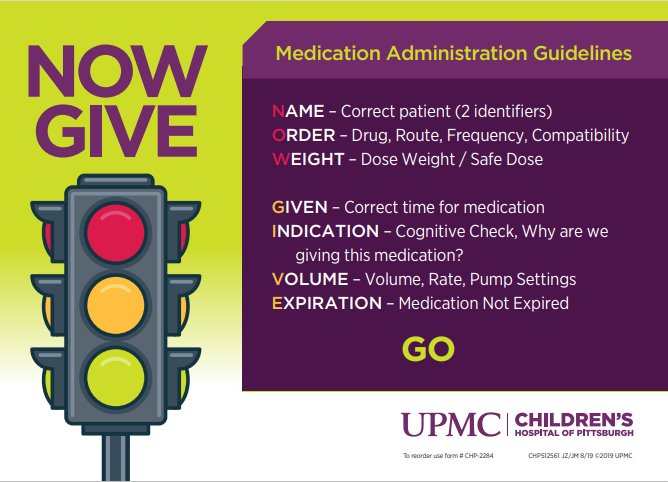 NOW
GIVE
Medication Administration Guidelines
NAME – Correct patient (2 identifiers)
ORDER – Drug, Route, Frequency, Compatibility
WEIGHT – Dose Weight / Safe Dose
GIVEN – Correct time for medication
INDICATION – Cognitive Check, Why are we
giving this medication?
VOLUME – Volume, Rate, Pump Settings
EXPIRATION – Medication Not Expired
GO
UPMC | CHILDREN'S
HOSPITAL OF PITTSBURGH
To reorder use form # CHP-2284 CHP512561 JZ/JM 8/19 ©2019 UPMC